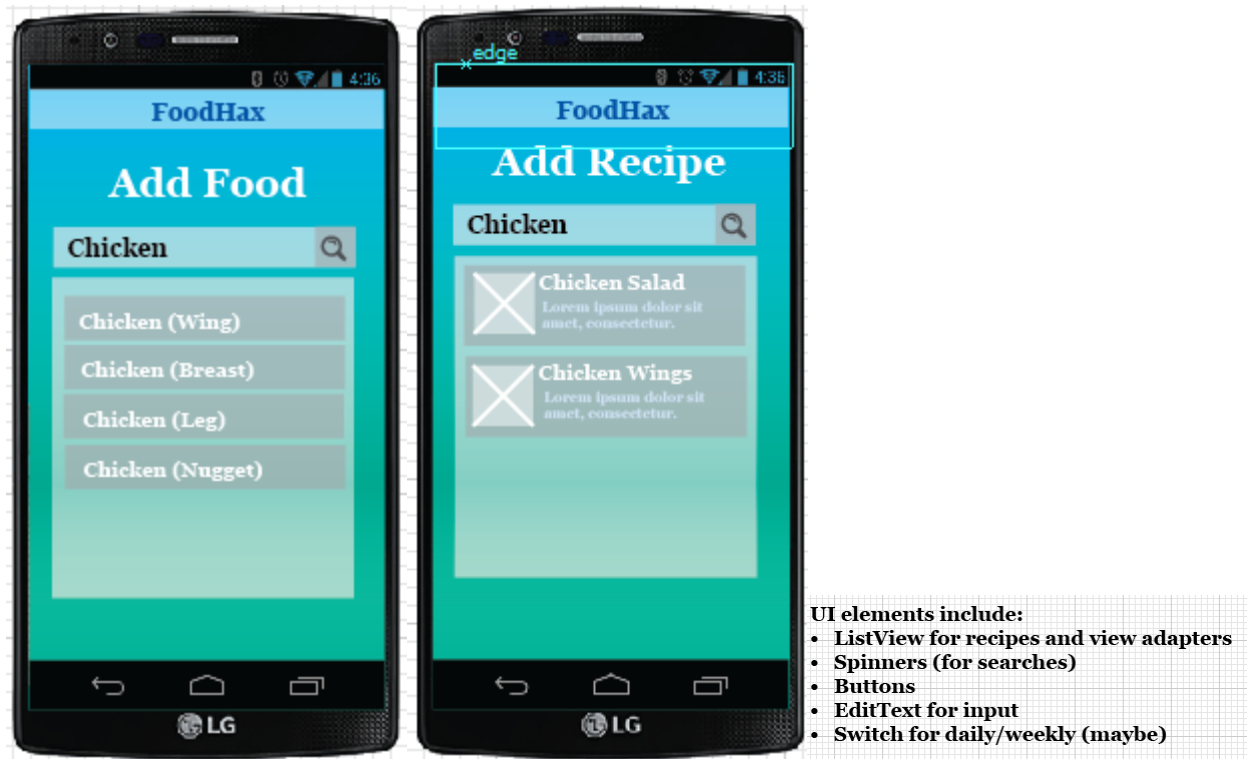 4:36
FoodHax
Add Food
Chicken
Chicken (Wing)
Chicken (Breast)
Chicken (Leg)
Chicken (Nugget)
LG
edge
4:36
FoodHax
Add Recipe
Chicken
Chicken Salad
Lorem ipsum dolor sit
amet, consectetur.
Chicken Wings
Lorem ipsum dolor sit
amet, consectetur.
LG
UI elements include:
• ListView for recipes and view adapters
• Spinners (for searches)
• Buttons
• EditText for input
• Switch for daily/weekly (maybe)